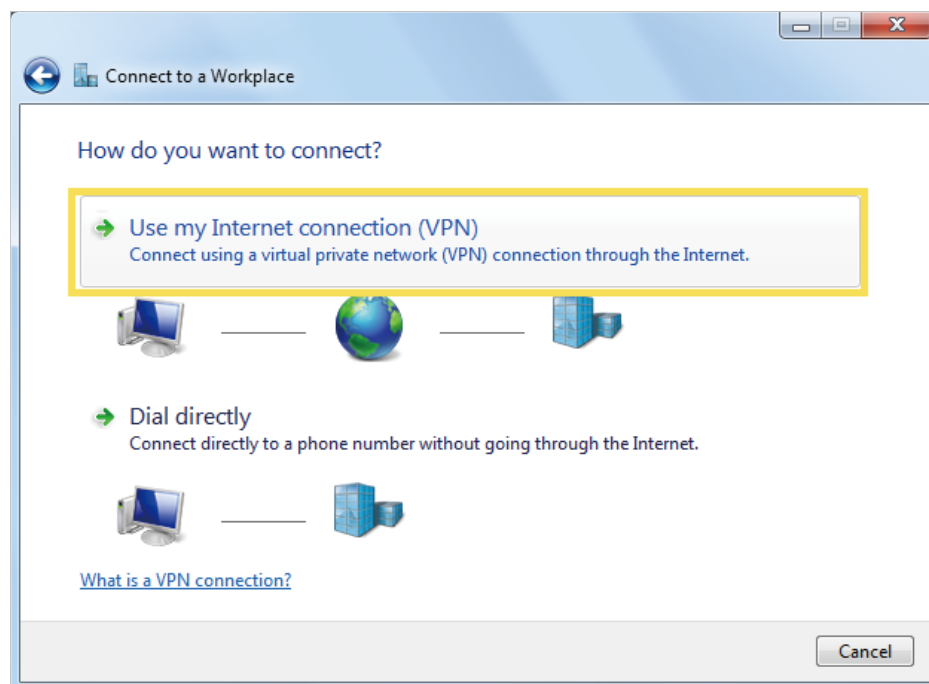 Connect to a Workplace
How do you want to connect?
Use my Internet connection (VPN)
Connect using a virtual private network (VPN) connection through the Internet.
Dial directly
Connect directly to a phone number without going through the Internet.
What is a VPN connection?
Cancel